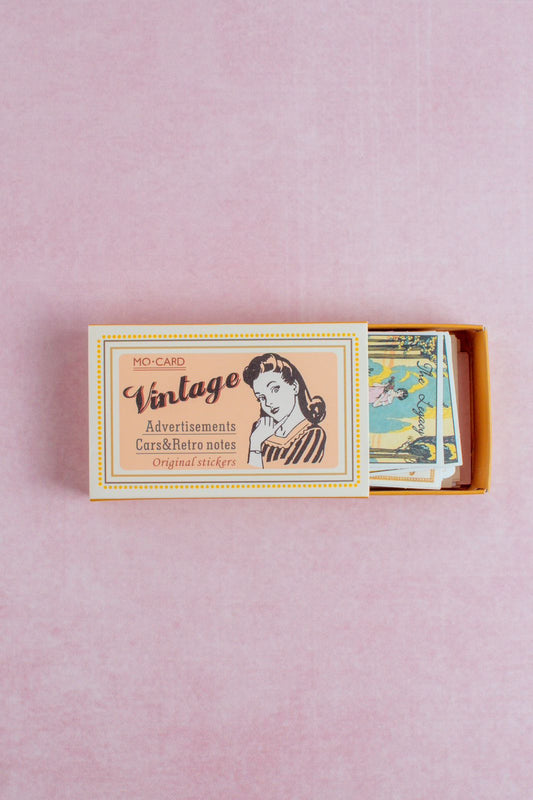 MO·CARD
Vintage
Advertisements
Cars&Retro notes
Original stickers
The Legacy